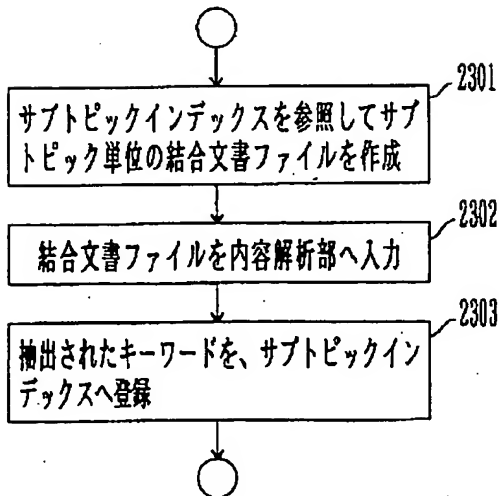 2301
サブトピックインデックスを参照してサブ
トピック単位の結合文書ファイルを作成
2302
結合文書ファイルを内容解析部へ入力
2303
抽出されたキーワードを、サブトピックイン
デックスへ登録